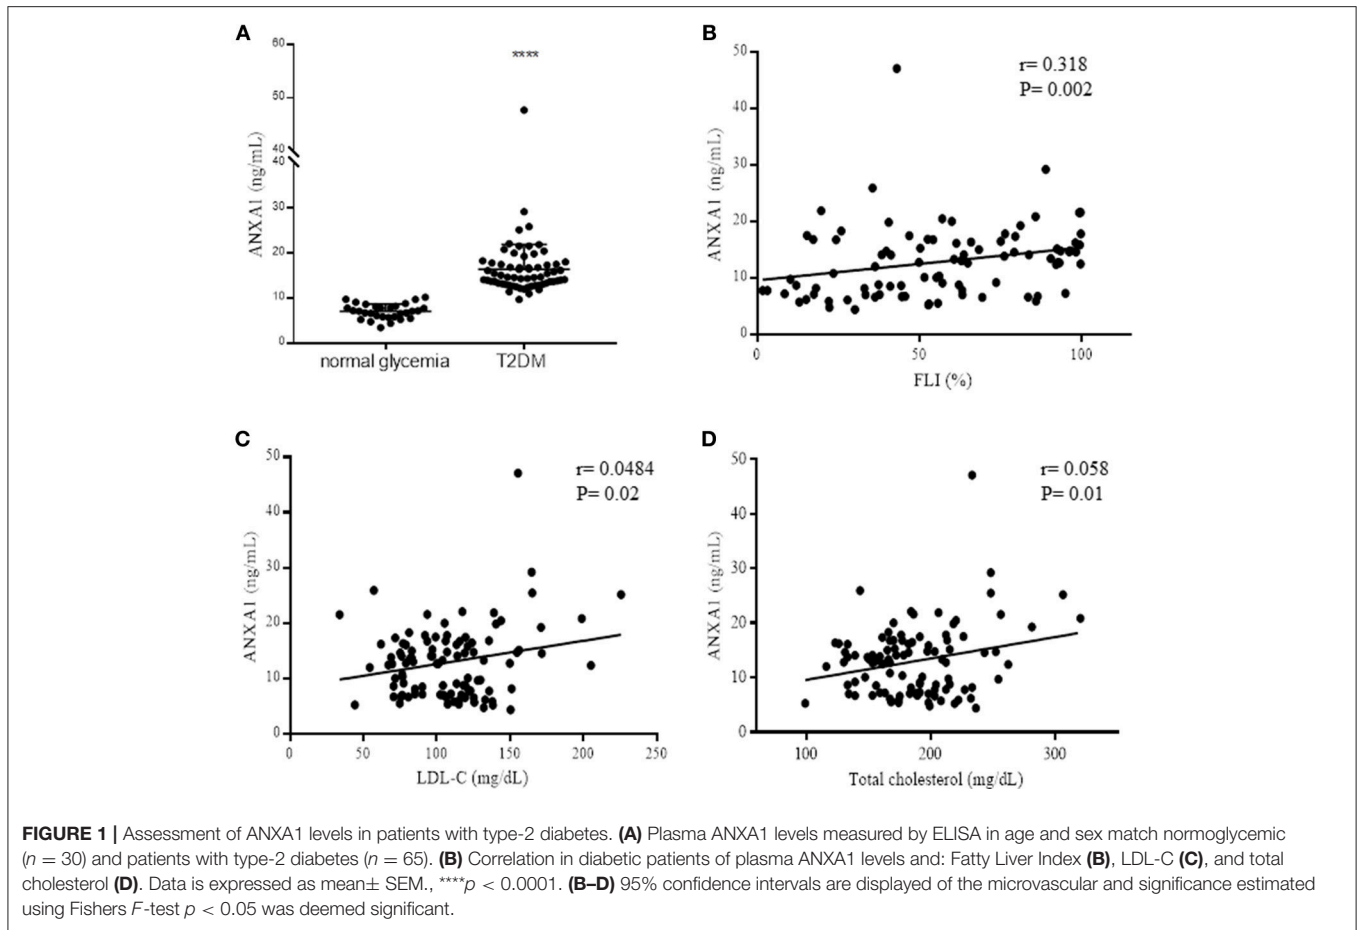 A
60
****
50
40
40
30
20
10
0
ANXA1 (ng/mL)
normal glycemia
T2DM
B
50
r= 0.318
P= 0.002
40
30
20
10
0
ANXA1 (ng/mL)
0
50
100
FLI (%)
C
50
r= 0.0484
P= 0.02
40
30
20
10
0
ANXA1 (ng/mL)
0
50
100
150
200
250
LDL-C (mg/dL)
D
50
r= 0.058
P= 0.01
40
30
20
10
0
ANXA1 (ng/mL)
100
200
300
Total cholesterol (mg/dL)
FIGURE 1 | Assessment of ANXA1 levels in patients with type-2 diabetes. (A) Plasma ANXA1 levels measured by ELISA in age and sex match normoglycemic
(n = 30) and patients with type-2 diabetes (n = 65). (B) Correlation in diabetic patients of plasma ANXA1 levels and: Fatty Liver Index (B), LDL-C (C), and total
cholesterol (D). Data is expressed as mean± SEM., ****p < 0.0001. (B–D) 95% confidence intervals are displayed of the microvascular and significance estimated
using Fishers F-test p < 0.05 was deemed significant.